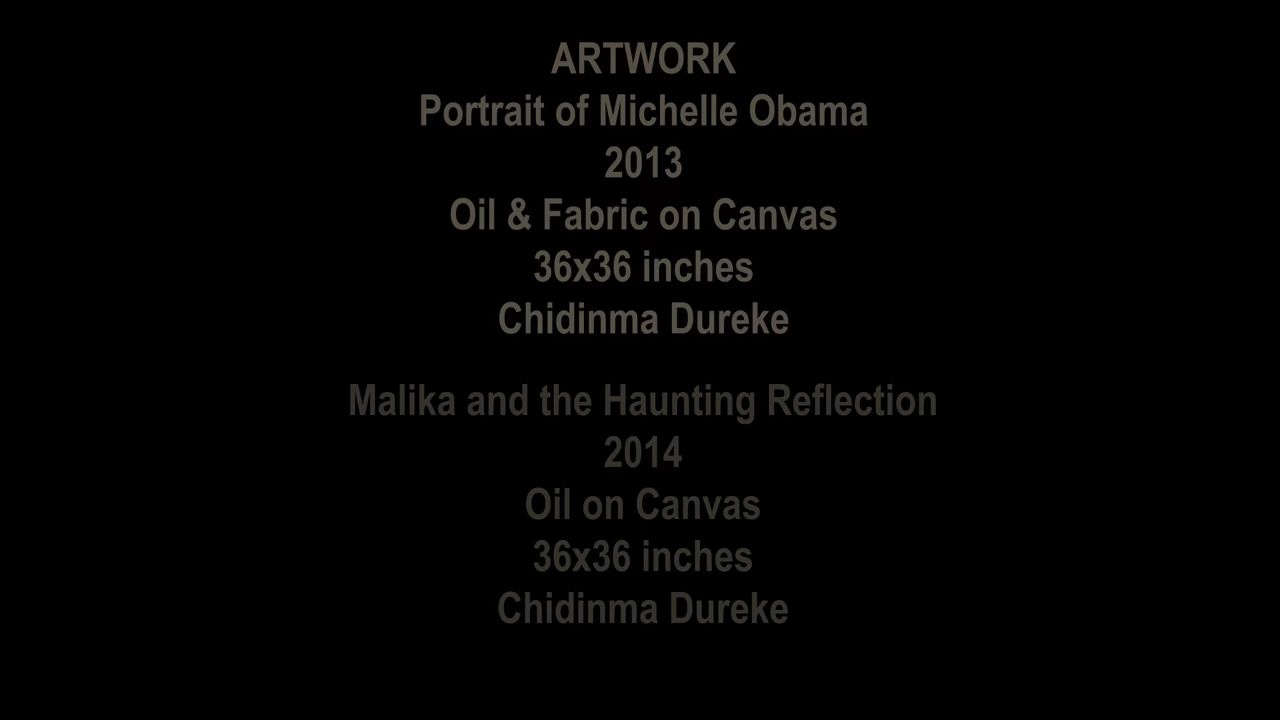 ARTWORK
Portrait of Michelle Obama
2013
Oil & Fabric on Canvas
36x36 inches
Chidinma Dureke
Malika and the Haunting Reflection
2014
Oil on Canvas
36x36 inches
Chidinma Dureke